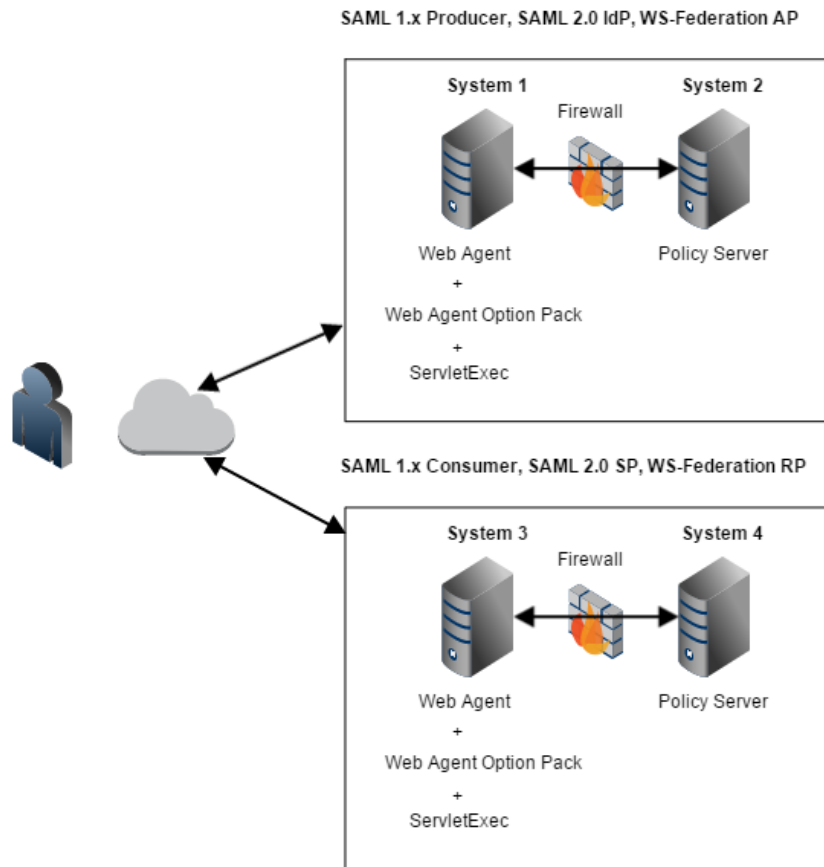 SAML 1.x Producer, SAML 2.0 IdP, WS-Federation AP
System 1
System 2
Firewall
Web Agent
+
Web Agent Option Pack
+
ServletExec
Policy Server
SAML 1.x Consumer, SAML 2.0 SP, WS-Federation RP
System 3
System 4
Firewall
Web Agent
+
Web Agent Option Pack
+
ServletExec
Policy Server